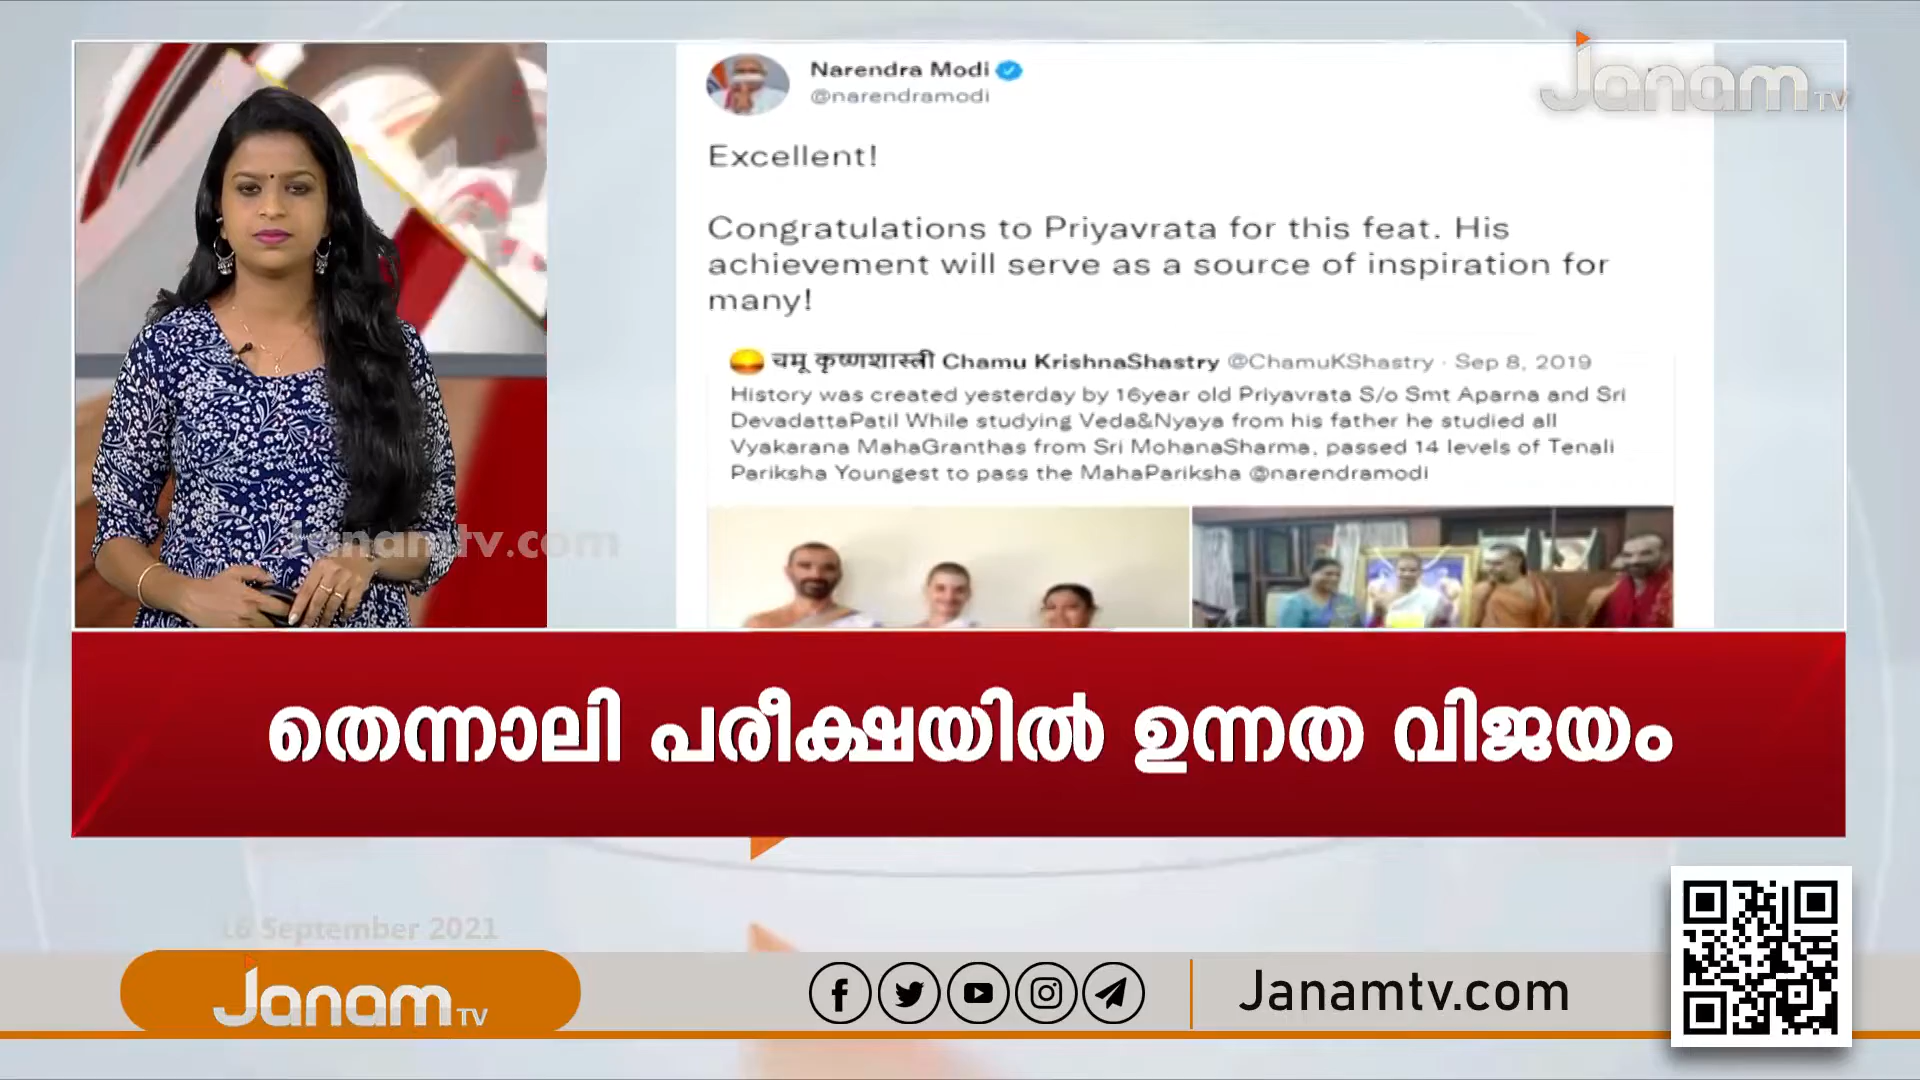 Narendra Modi
@narendramodi
Janam TV
Excellent!
Congratulations to Priyavrata for this feat. His
achievement will serve as a source of inspiration for
many!
चमू कृष्णशास्त्री Chamu KrishnaShastry @ChamuKShastry · Sep 8, 2019
History was created yesterday by 16year old Priyavrata S/o Smt Aparna and Sri
DevadattaPatil While studying Veda&Nyaya from his father he studied all
Vyakarana MahaGranthas from Sri MohanaSharma, passed 14 levels of Tenali
Pariksha Youngest to pass the MahaPariksha @narendramodi
Janamtv.com
തെന്നാലി പരീക്ഷയിൽ ഉന്നത വിജയം
16 September 2021
Janam TV
Janamtv.com